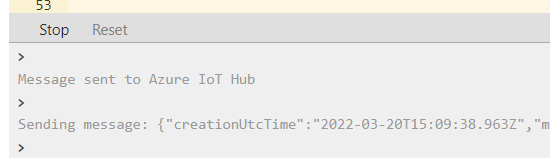 53
Stop Reset
>
Message sent to Azure IoT Hub
>
Sending message: {"creationUtcTime":"2022-03-20T15:09:38.963Z","m
>